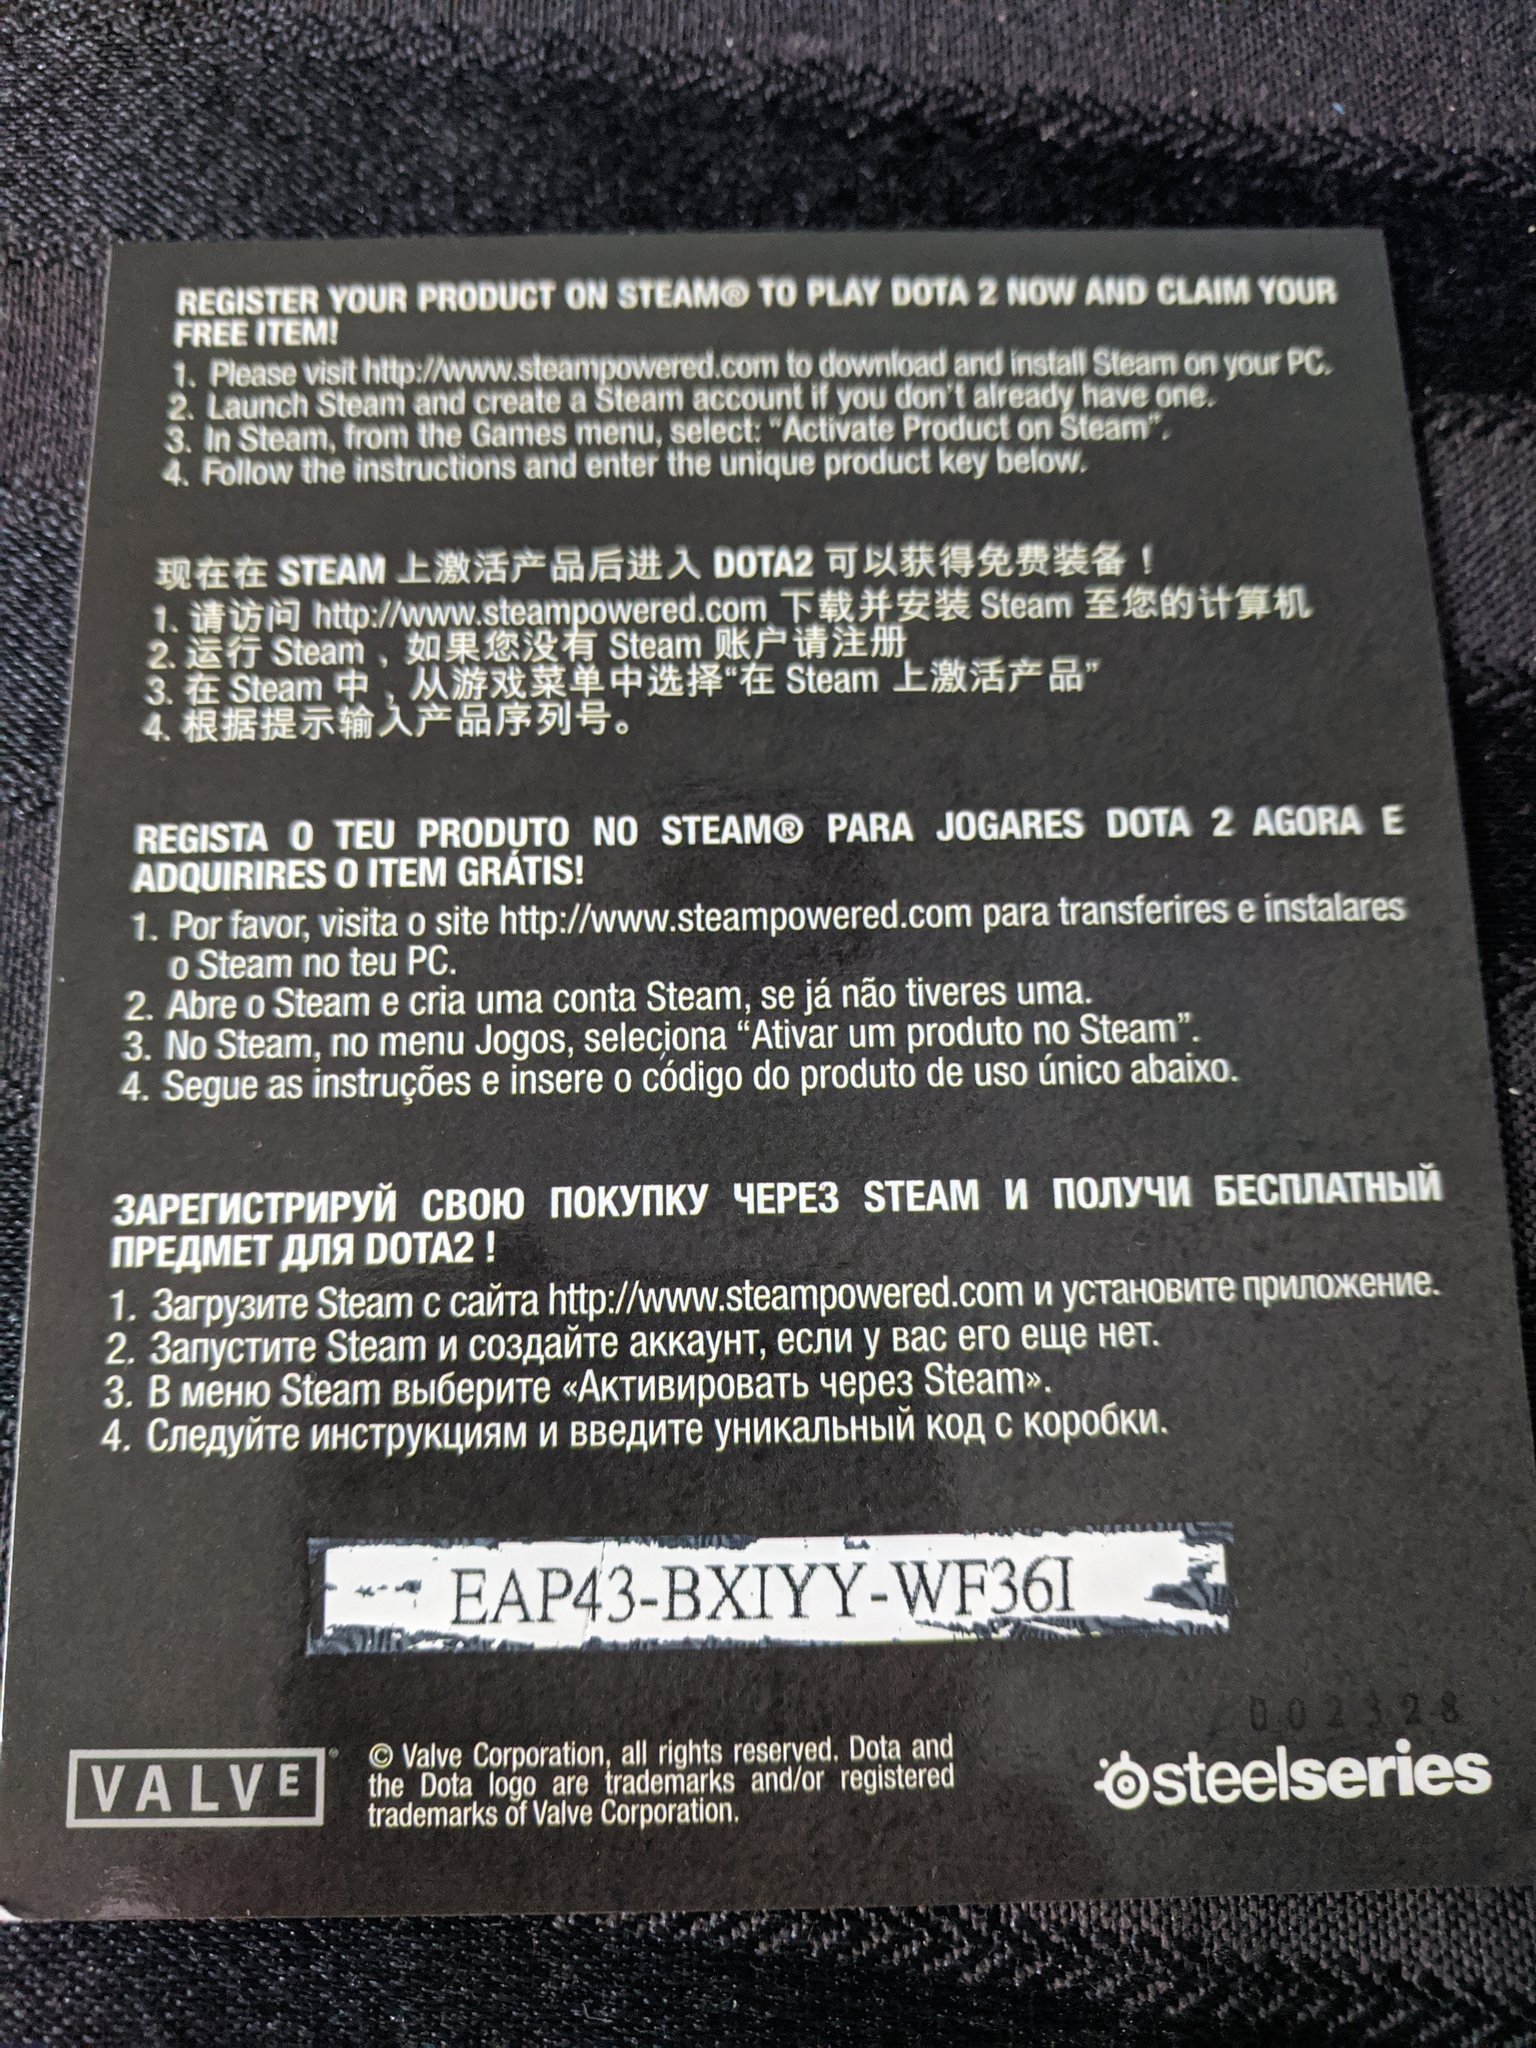 REGISTER YOUR PRODUCT ON STEAM® TO PLAY DOTA 2 NOW AND CLAIM YOUR
FREE ITEM!
1. Please visit http://www.steampowered.com to download and install Steam on your PC.
2. Launch Steam and create a Steam account if you don't already have one.
3. In Steam, from the Games menu, select: "Activate Product on Steam".
4. Follow the instructions and enter the unique product key below.
现在在 STEAM 上激活产品后进入 DOTA2 可以获得免费装备！
1. 请访问 http://www.steampowered.com 下载并安装 Steam 至您的计算机
2. 运行 Steam，如果您没有 Steam 账户请注册
3. 在 Steam 中，从游戏菜单中选择"在 Steam 上激活产品"
4. 根据提示输入产品序列号。
REGISTA O TEU PRODUTO NO STEAM® PARA JOGARES DOTA 2 AGORA E
ADQUIRIRES O ITEM GRÁTIS!
1. Por favor, visita o site http://www.steampowered.com para transferires e instalares
o Steam no teu PC.
2. Abre o Steam e cria uma conta Steam, se já não tiveres uma.
3. No Steam, no menu Jogos, seleciona "Ativar um produto no Steam".
4. Segue as instruções e insere o código do produto de uso único abaixo.
ЗАРЕГИСТРИРУЙ СВОЮ ПОКУПКУ ЧЕРЕЗ STEAM И ПОЛУЧИ БЕСПЛАТНЫЙ
ПРЕДМЕТ ДЛЯ DOTA2 !
1. Загрузите Steam с сайта http://www.steampowered.com и установите приложение.
2. Запустите Steam и создайте аккаунт, если у вас его еще нет.
3. В меню Steam выберите «Активировать через Steam».
4. Следуйте инструкциям и введите уникальный код с коробки.
EAP43-BXIYY-WF36I
002328
VALVE
© Valve Corporation, all rights reserved. Dota and
the Dota logo are trademarks and/or registered
trademarks of Valve Corporation.
steelseries